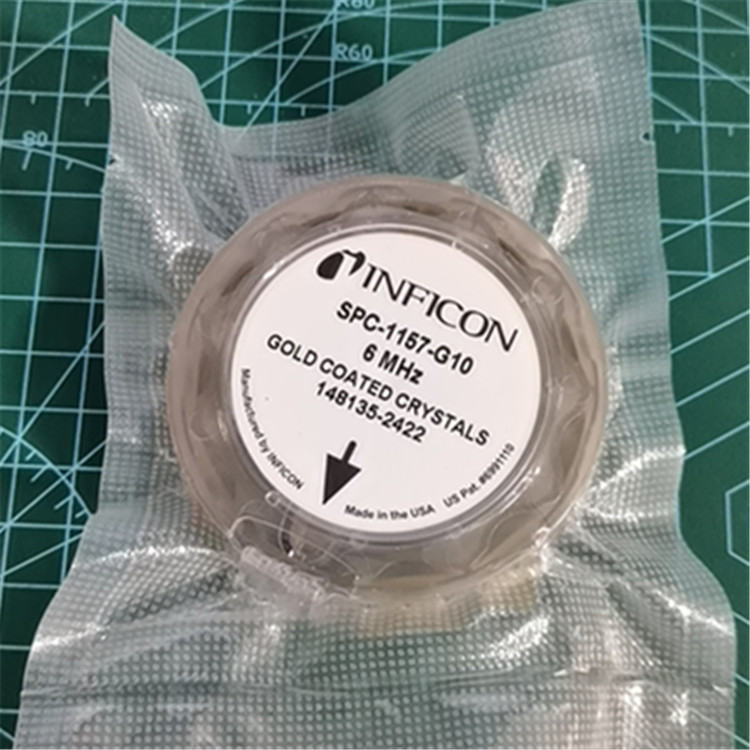 R80
R60
80
INFICON
SPC-1157-G10
6 MHz
GOLD COATED CRYSTALS
148135-2422
Manufactured by INFICON
Made in the USA
US Pat. #6991110